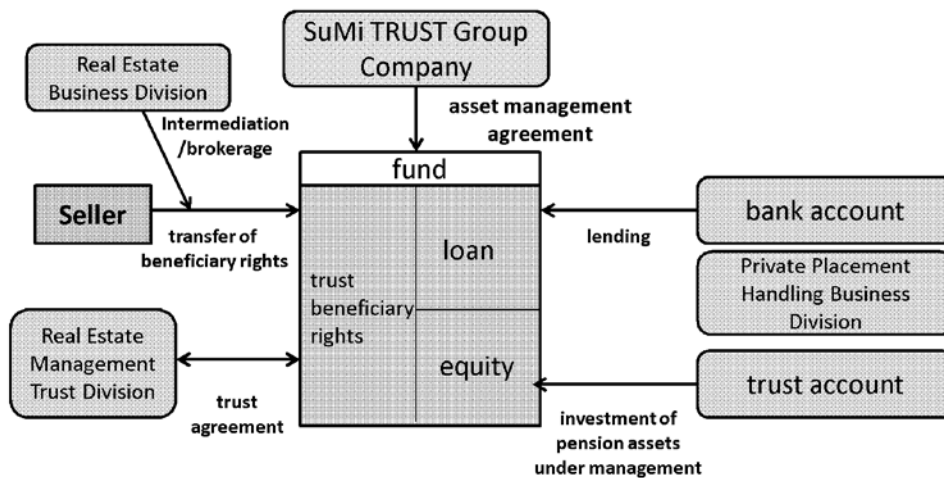 SuMi TRUST Group
Company
Real Estate
Business Division
Intermediation
/brokerage
asset management
agreement
fund
Seller
transfer of
beneficiary rights
bank account
lending
loan
trust
beneficiary
rights
Private Placement
Handling Business
Division
Real Estate
Management
Trust Division
trust
agreement
equity
trust account
investment of
pension assets
under management